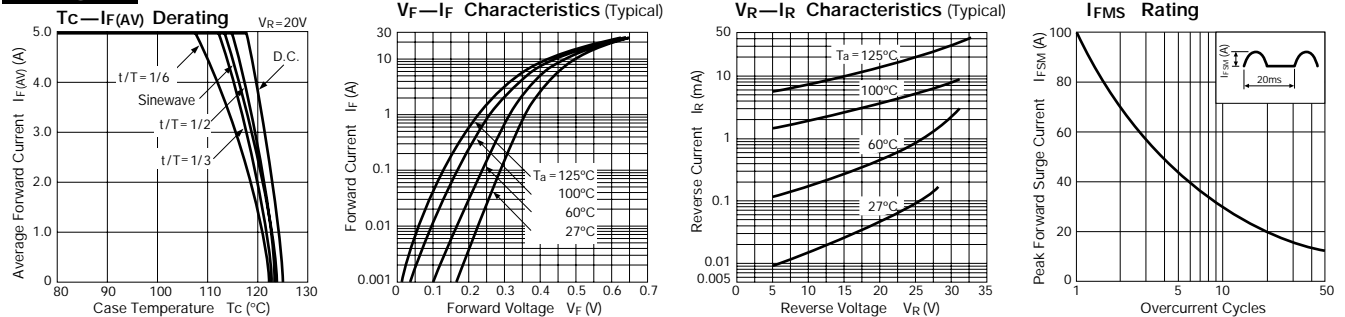 Tc—IF(AV) Derating
VR=20V
5.0
4.0
3.0
2.0
1.0
0
80
90
100
110
120
130
t/T=1/6
Sinewave
t/T=1/2
t/T=1/3
D.C.
Average Forward Current IF(AV) (A)
Case Temperature Tc (°C)
VF—IF Characteristics (Typical)
30
10
1
0.1
0.01
0.001
0
0.1
0.2
0.3
0.4
0.5
0.6
0.7
Ta=125°C
100°C
60°C
27°C
Forward Current IF (A)
Forward Voltage VF (V)
VR—IR Characteristics (Typical)
50
10
1
0.1
0.01
0.005
0
5
10
15
20
25
30
35
Ta=125°C
100°C
60°C
27°C
Reverse Current IR (mA)
Reverse Voltage VR (V)
IFMS Rating
100
80
60
40
20
0
1
5
10
50
IFSM (A)
20ms
Peak Forward Surge Current IFSM (A)
Overcurrent Cycles